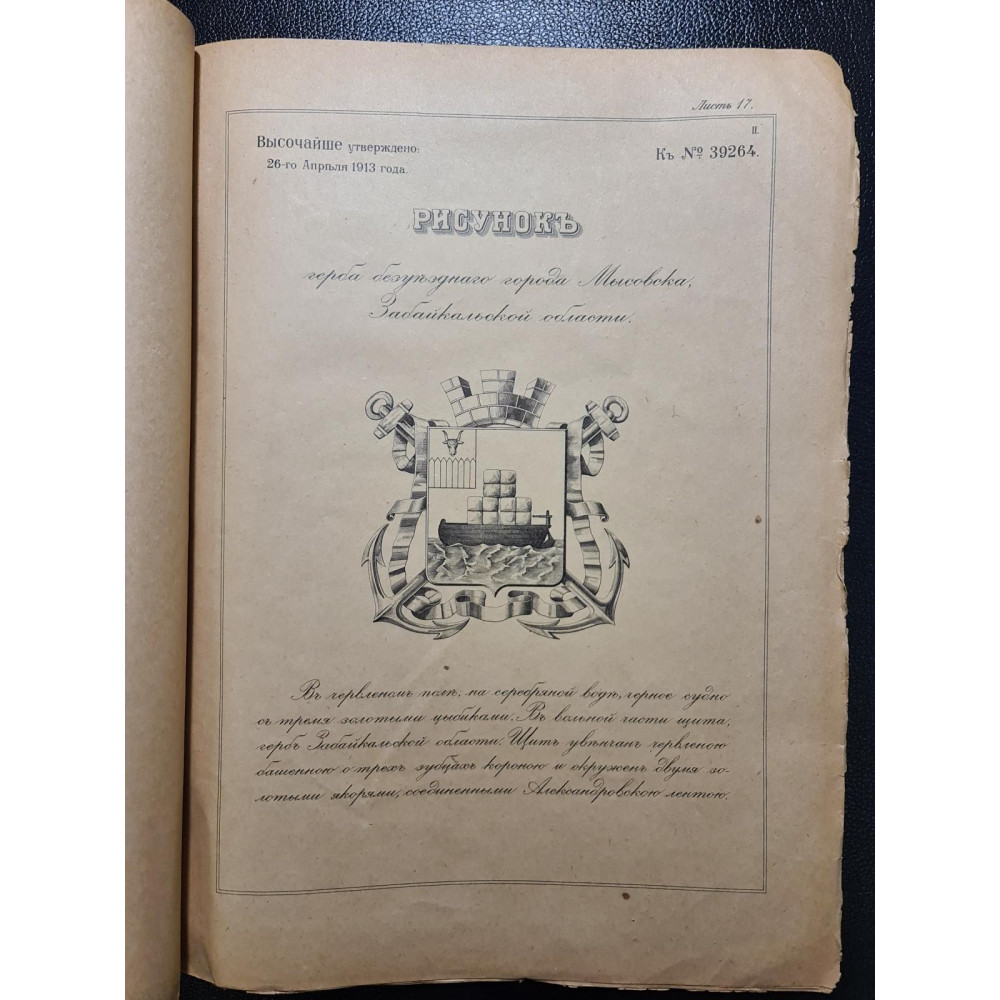 Листъ 17.
II.
Высочайше утверждено:
26-го Апрѣля 1913 года.
Къ № 39264.
Рисунокъ
герба безуѣзднаго города Мысовска,
Забайкальской области.
Въ червленомъ полѣ, на серебряной водѣ, черное судно
съ тремя золотыми цыбиками. Въ вольной части щита,
гербъ Забайкальской области. Щитъ увѣнчанъ червленою
башенною о трехъ зубцахъ короною и окруженъ двумя зо-
лотыми якорями, соединенными Александровскою лентою.